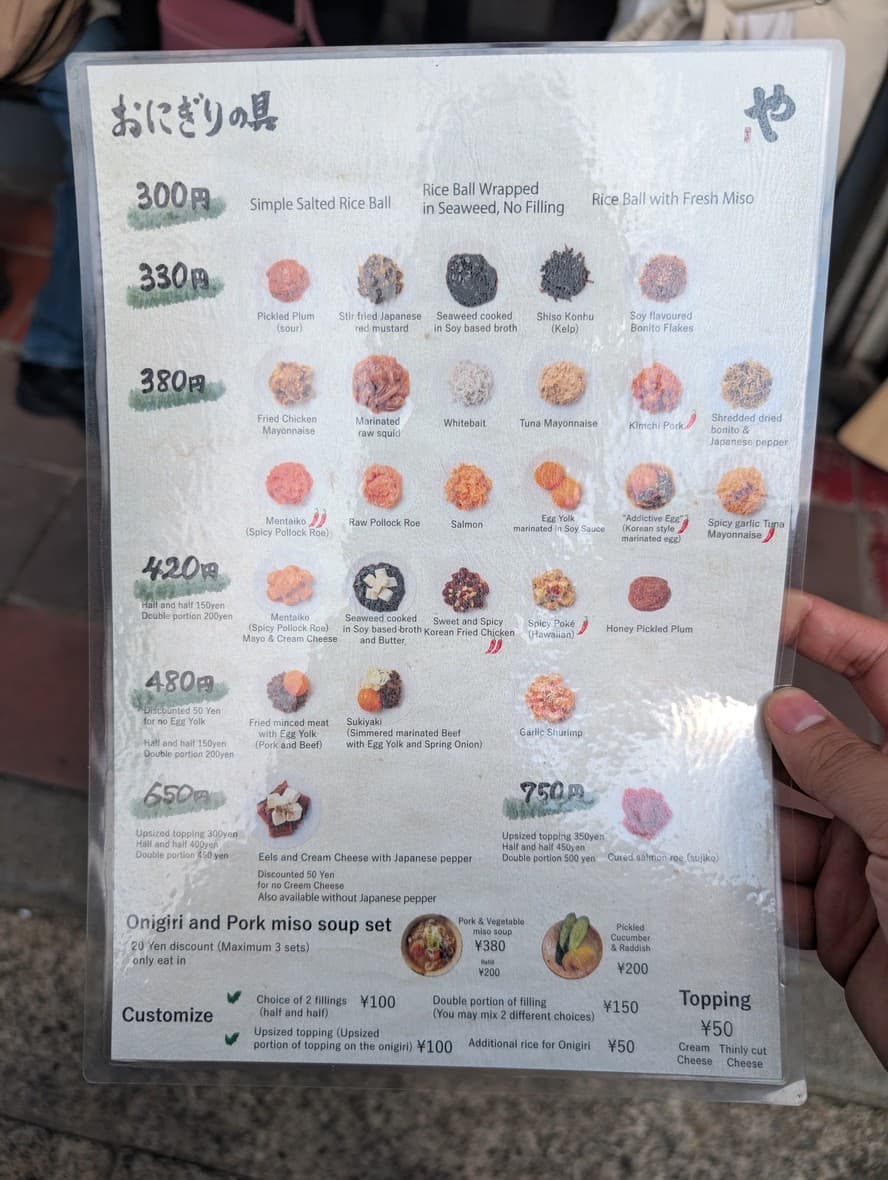 おにぎりの具
や
300円
Simple Salted Rice Ball
Rice Ball Wrapped
in Seaweed, No Filling
Rice Ball with Fresh Miso
330円
Pickled Plum
(sour)
Stir fried Japanese
red mustard
Seaweed cooked
in Soy based broth
Shiso Konhu
(Kelp)
Soy flavoured
Bonito Flakes
380円
Fried Chicken
Mayonnaise
Marinated
raw squid
Whitebait
Tuna Mayonnaise
Kimchi Pork
Shredded dried
bonito &
Japanese pepper
Mentaiko
(Spicy Pollock Roe)
Raw Pollock Roe
Salmon
Egg Yolk
marinated in Soy Sauce
"Addictive Egg"
(Korean style
marinated egg)
Spicy garlic Tuna
Mayonnaise
420円
Half and half 150yen
Double portion 200yen
Mentaiko
(Spicy Pollock Roe)
Mayo & Cream Cheese
Seaweed cooked
in Soy based broth
and Butter
Sweet and Spicy
Korean Fried Chicken
Spicy Poké
(Hawaiian)
Honey Pickled Plum
480円
Discounted 50 Yen
for no Egg Yolk
Half and half 150yen
Double portion 200yen
Fried minced meat
with Egg Yolk
(Pork and Beef)
Sukiyaki
(Simmered marinated Beef
with Egg Yolk and Spring Onion)
Garlic Shurimp
650円
Upsized topping 300yen
Half and half 400yen
Double portion 450 yen
Eels and Cream Cheese with Japanese pepper
Discounted 50 Yen
for no Creem Cheese
Also available without Japanese pepper
750円
Upsized topping 350yen
Half and half 450yen
Double portion 500 yen
Cured salmon roe (sujiko)
Onigiri and Pork miso soup set
20 Yen discount (Maximum 3 sets)
only eat in
Pork & Vegetable
miso soup
¥380
Refill
¥200
Pickled
Cucumber
& Raddish
¥200
Customize
Choice of 2 fillings ¥100
(half and half)
Upsized topping (Upsized
portion of topping on the onigiri) ¥100
Double portion of filling
(You may mix 2 different choices) ¥150
Additional rice for Onigiri ¥50
Topping
¥50
Cream
Cheese
Thinly cut
Cheese